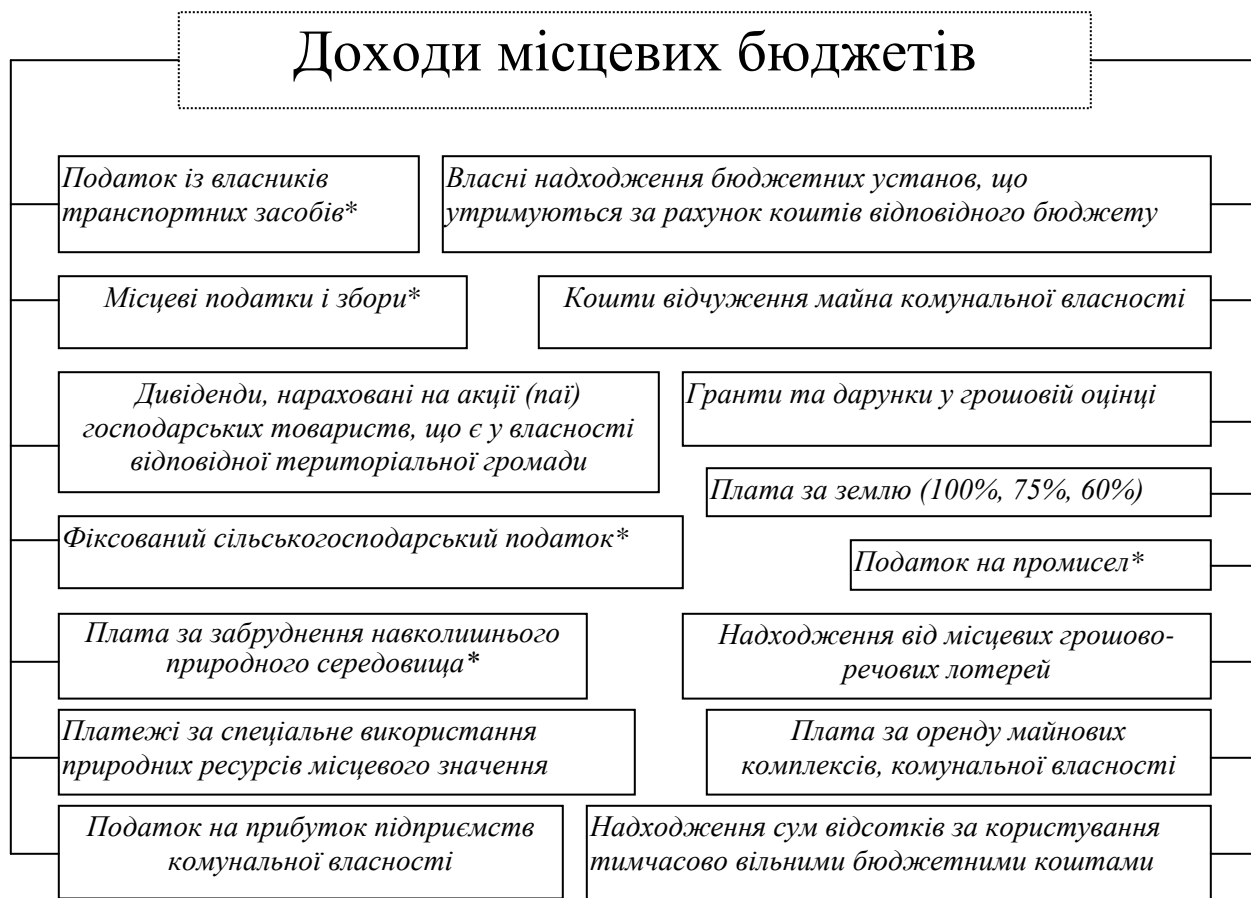 Доходи місцевих бюджетів
Податок із власників
транспортних засобів*
Власні надходження бюджетних установ, що
утримуються за рахунок коштів відповідного бюджету
Місцеві податки і збори*
Кошти відчуження майна комунальної власності
Дивіденди, нараховані на акції (паї)
господарських товариств, що є у власності
відповідної територіальної громади
Гранти та дарунки у грошовій оцінці
Плата за землю (100%, 75%, 60%)
Фіксований сільськогосподарський податок*
Податок на промисел*
Плата за забруднення навколишнього
природного середовища*
Надходження від місцевих грошово-
речових лотерей
Платежі за спеціальне використання
природних ресурсів місцевого значення
Плата за оренду майнових
комплексів, комунальної власності
Податок на прибуток підприємств
комунальної власності
Надходження сум відсотків за користування
тимчасово вільними бюджетними коштами